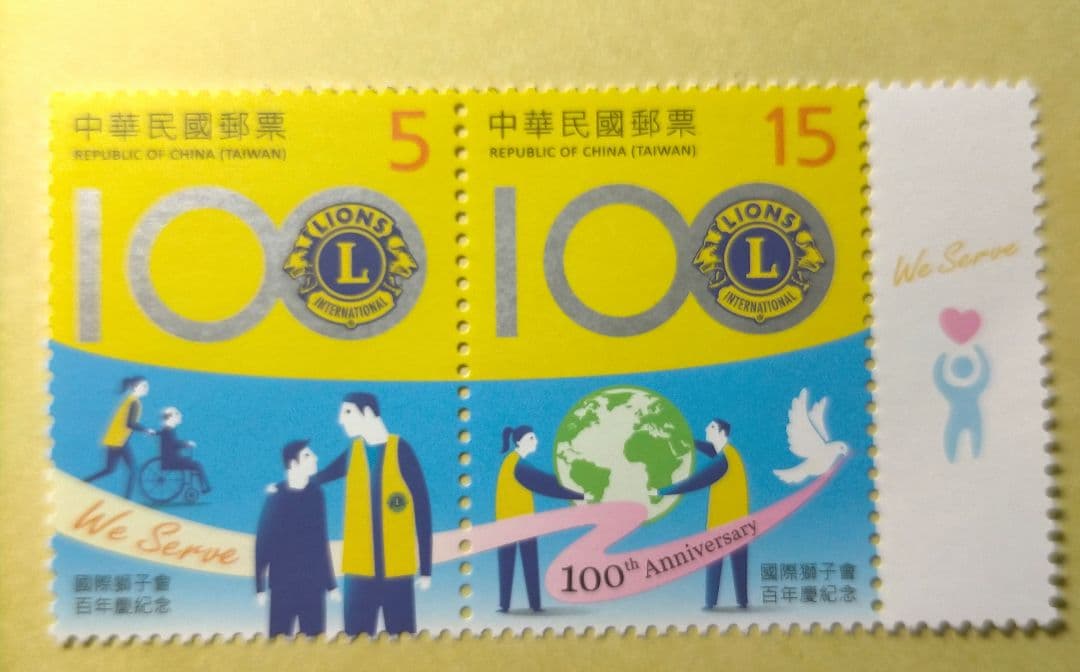 中華民國郵票
REPUBLIC OF CHINA (TAIWAN)
5
100
LIONS
L
INTERNATIONAL
®
We Serve
國際獅子會
百年慶紀念
中華民國郵票
REPUBLIC OF CHINA (TAIWAN)
15
100
LIONS
L
INTERNATIONAL
®
100th Anniversary
國際獅子會
百年慶紀念
We Serve